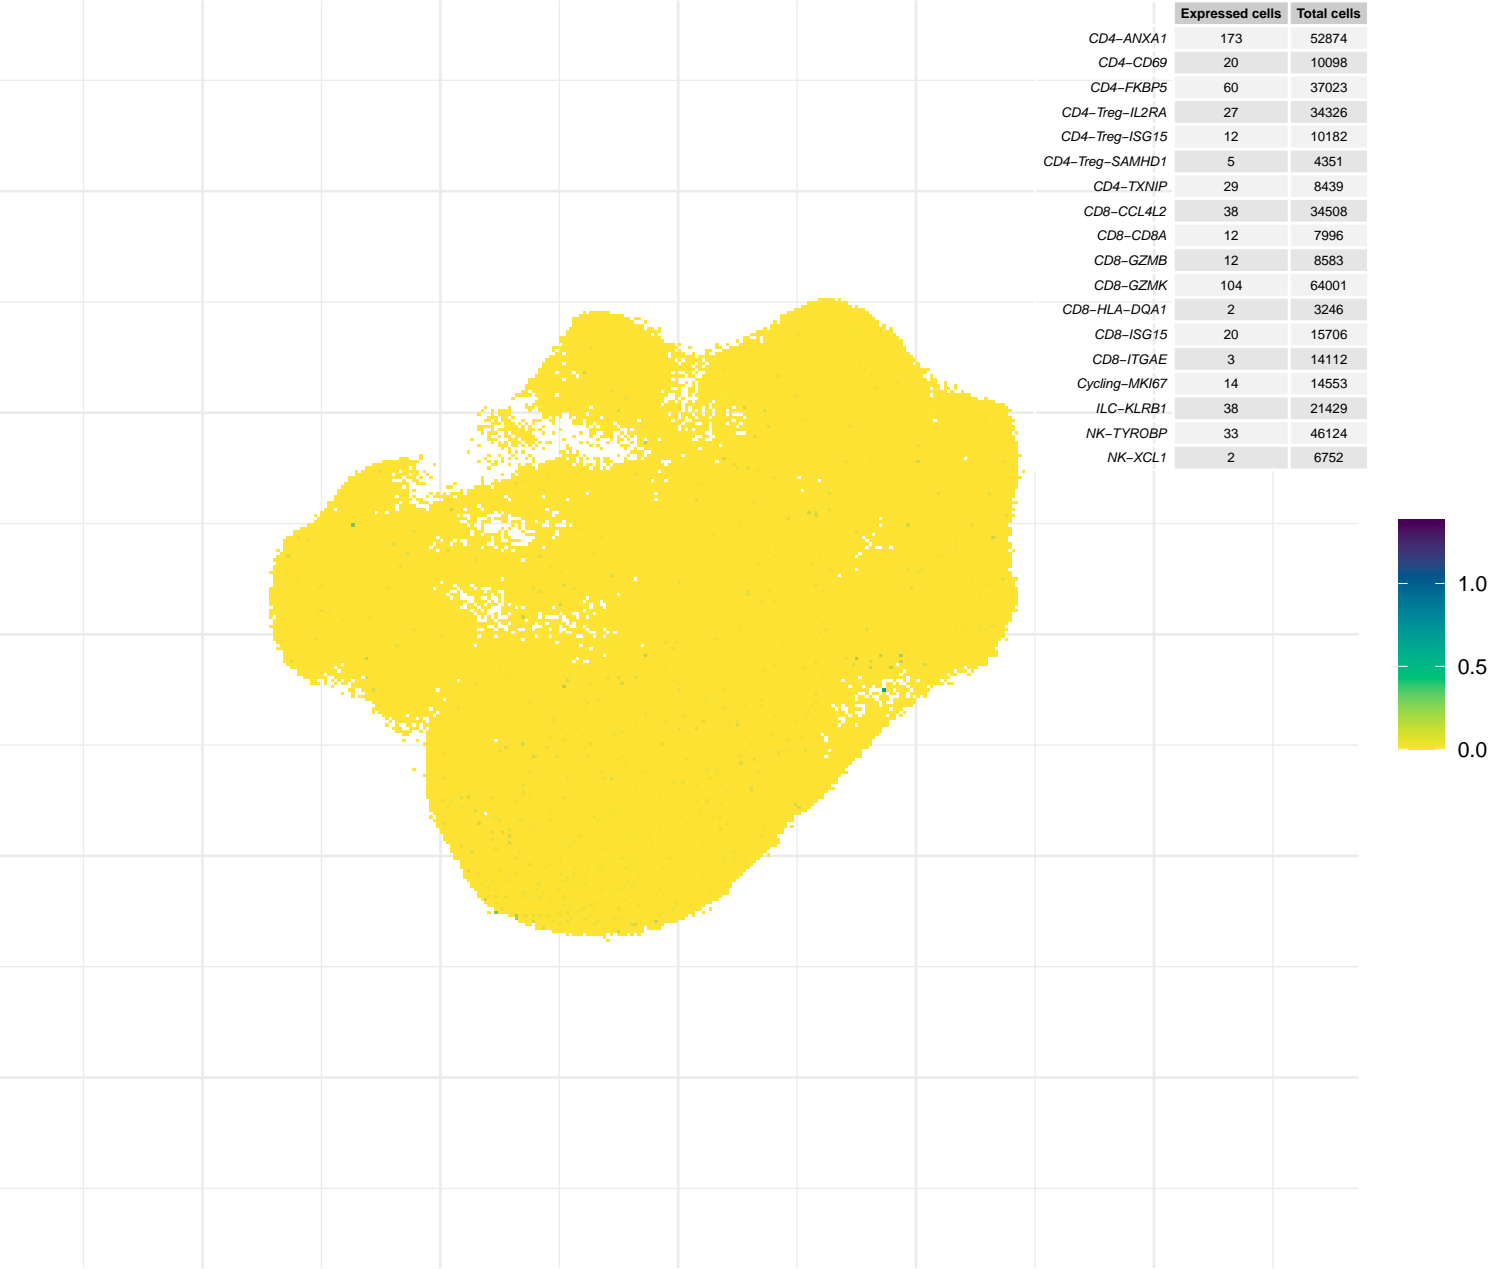 Expressed cells Total cells
CD4−ANXA1 173 52874
CD4−CD69 20 10098
CD4−FKBP5 60 37023
CD4−Treg−IL2RA 27 34326
CD4−Treg−ISG15 12 10182
CD4−Treg−SAMHD1 5 4351
CD4−TXNIP 29 8439
CD8−CCL4L2 38 34508
CD8−CD8A 12 7996
CD8−GZMB 12 8583
CD8−GZMK 104 64001
CD8−HLA−DQA1 2 3246
CD8−ISG15 20 15706
CD8−ITGAE 3 14112
Cycling−MKI67 14 14553
ILC−KLRB1 38 21429
NK−TYROBP 33 46124
NK−XCL1 2 6752
1.0
0.5
0.0